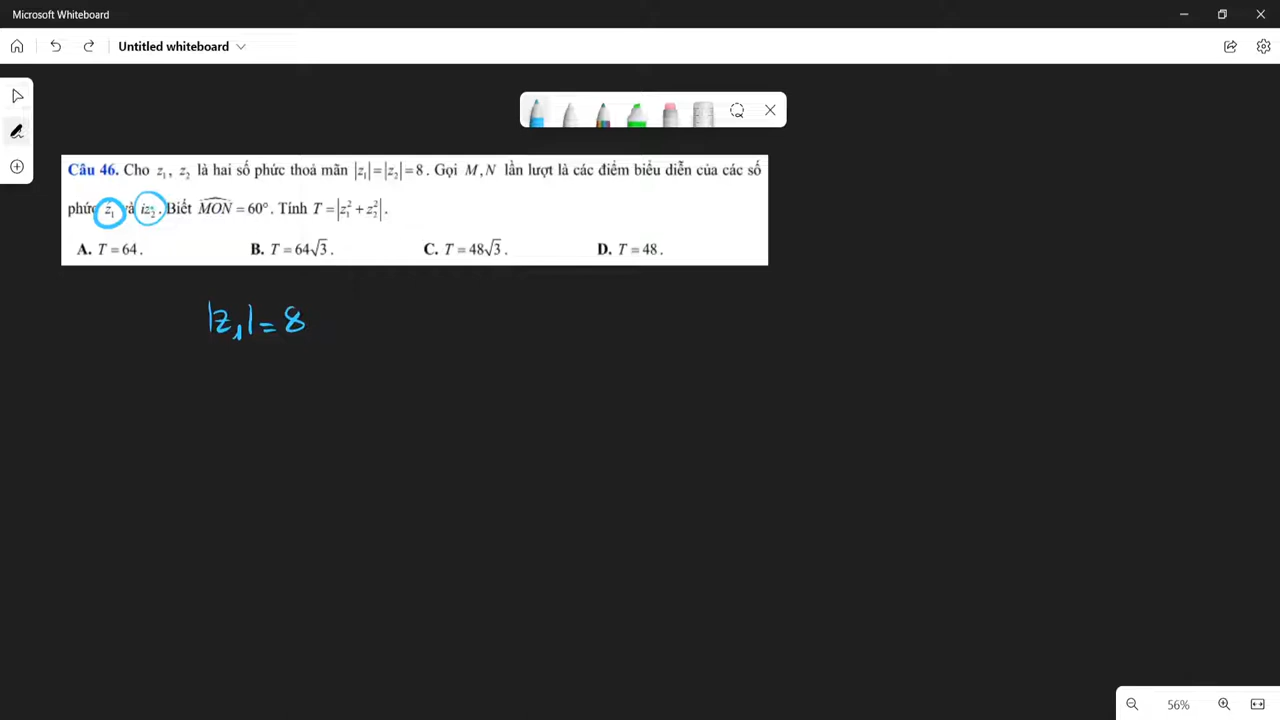 Microsoft Whiteboard
Untitled whiteboard
Câu 46. Cho z₁, z₂ là hai số phức thoả mãn |z₁| = |z₂| = 8. Gọi M, N lần lượt là các điểm biểu diễn của các số
phức z₁ và iz₂. Biết \widehat{MON} = 60°. Tính T = |z₁² + z₂²|.
A. T = 64. B. T = 64√3. C. T = 48√3. D. T = 48.
|z₁| = 8
56%